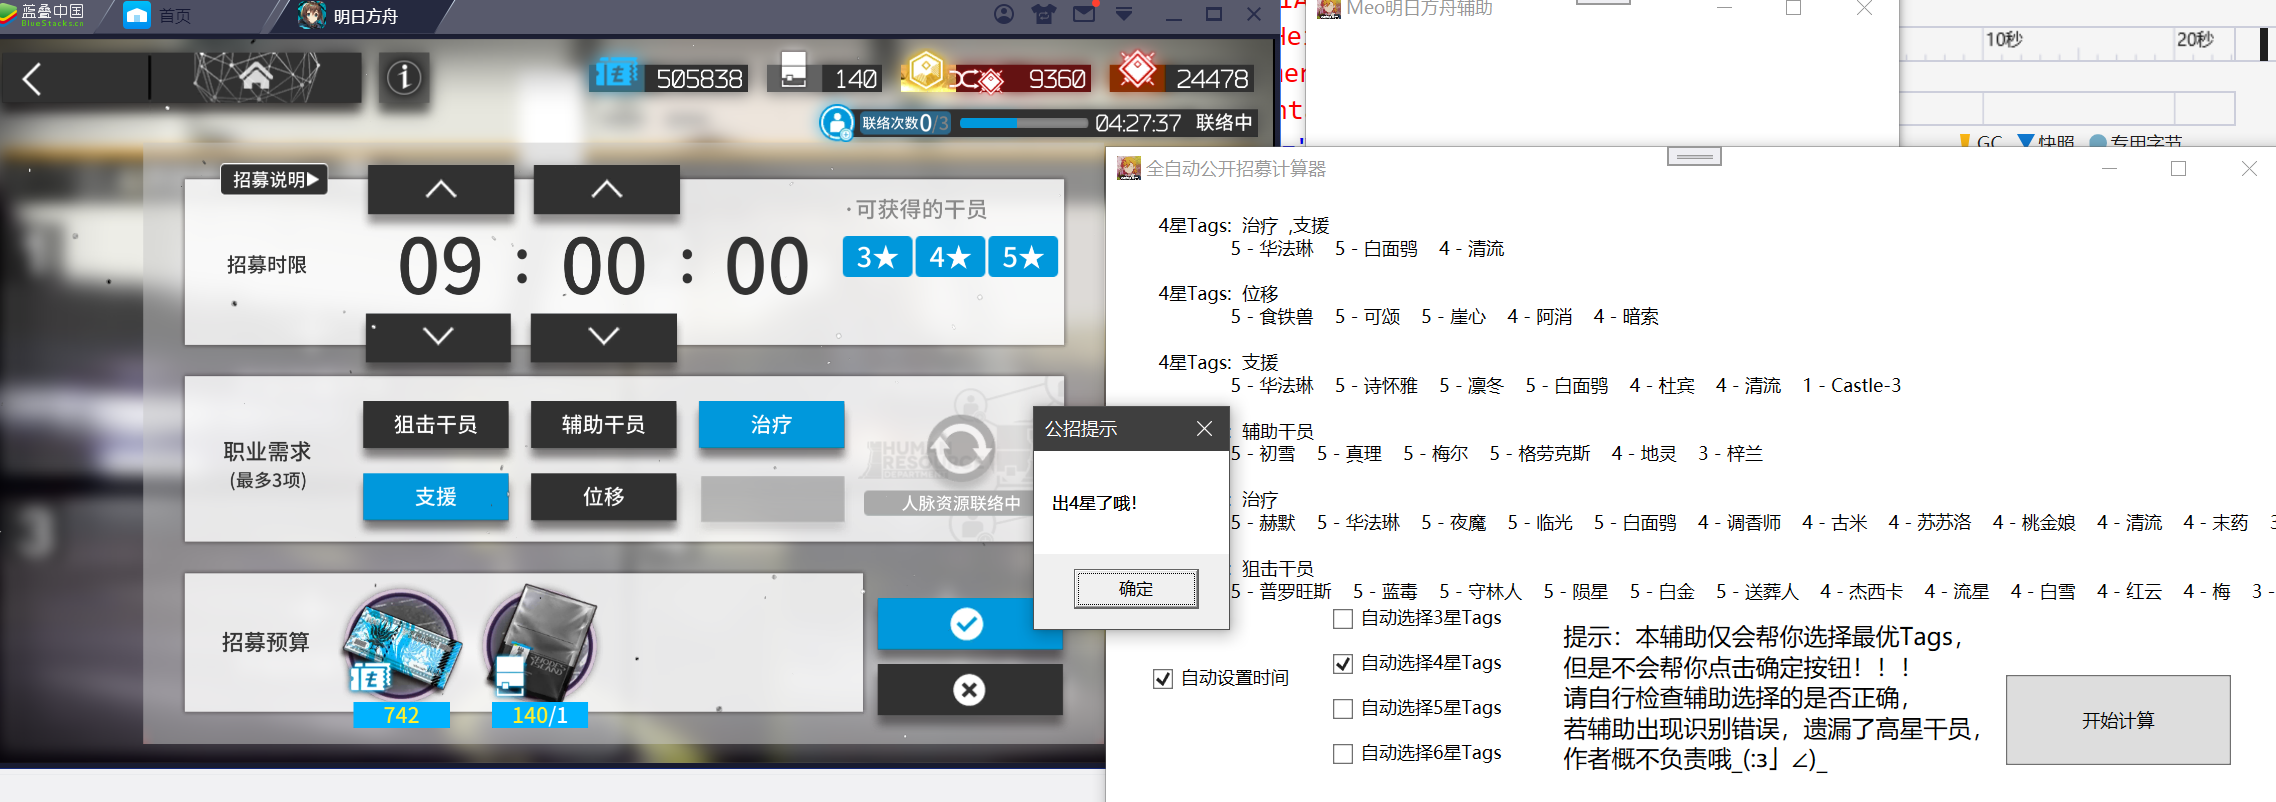 蓝叠中国
BlueStacks.cn
首页
明日方舟
505838
140
9360
24478
联络次数0/3
04:27:37
联络中
招募说明▶
招募时限
09 : 00 : 00
·可获得的干员
3★ 4★ 5★
职业需求
(最多3项)
狙击干员
辅助干员
治疗
支援
位移
人脉资源联络中
招募预算
742
140/1
Meo明日方舟辅助
10秒
20秒
GC
快照
专用字节
全自动公开招募计算器
4星Tags: 治疗 ,支援
5 - 华法琳 5 - 白面鸮 4 - 清流
4星Tags: 位移
5 - 食铁兽 5 - 可颂 5 - 崖心 4 - 阿消 4 - 暗索
4星Tags: 支援
5 - 华法琳 5 - 诗怀雅 5 - 凛冬 5 - 白面鸮 4 - 杜宾 4 - 清流 1 - Castle-3
辅助干员
5 - 初雪 5 - 真理 5 - 梅尔 5 - 格劳克斯 4 - 地灵 3 - 梓兰
治疗
5 - 赫默 5 - 华法琳 5 - 夜魔 5 - 临光 5 - 白面鸮 4 - 调香师 4 - 古米 4 - 苏苏洛 4 - 桃金娘 4 - 清流 4 - 末药
狙击干员
5 - 普罗旺斯 5 - 蓝毒 5 - 守林人 5 - 陨星 5 - 白金 5 - 送葬人 4 - 杰西卡 4 - 流星 4 - 白雪 4 - 红云 4 - 梅 3 -
公招提示
出4星了哦!
确定
自动设置时间
自动选择3星Tags
自动选择4星Tags
自动选择5星Tags
自动选择6星Tags
提示：本辅助仅会帮你选择最优Tags，
但是不会帮你点击确定按钮！！！
请自行检查辅助选择的是否正确，
若辅助出现识别错误，遗漏了高星干员，
作者概不负责哦_(:з」∠)_
开始计算